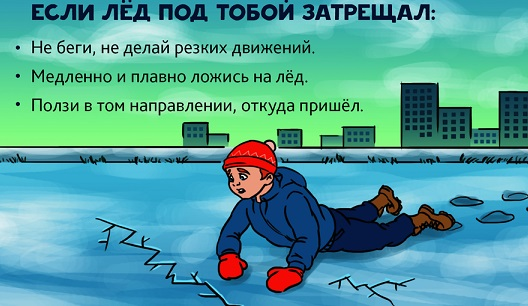 ЕСЛИ ЛЁД ПОД ТОБОЙ ЗАТРЕЩАЛ:
• Не беги, не делай резких движений.
• Медленно и плавно ложись на лёд.
• Ползи в том направлении, откуда пришёл.